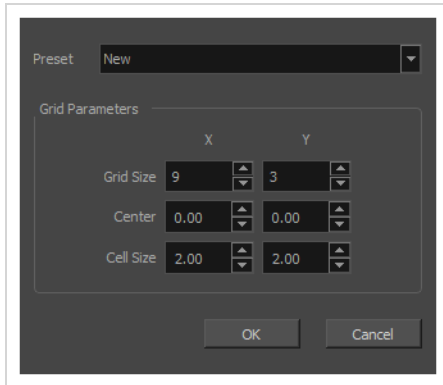 Preset New
Grid Parameters
X Y
Grid Size 9 3
Center 0.00 0.00
Cell Size 2.00 2.00
OK Cancel